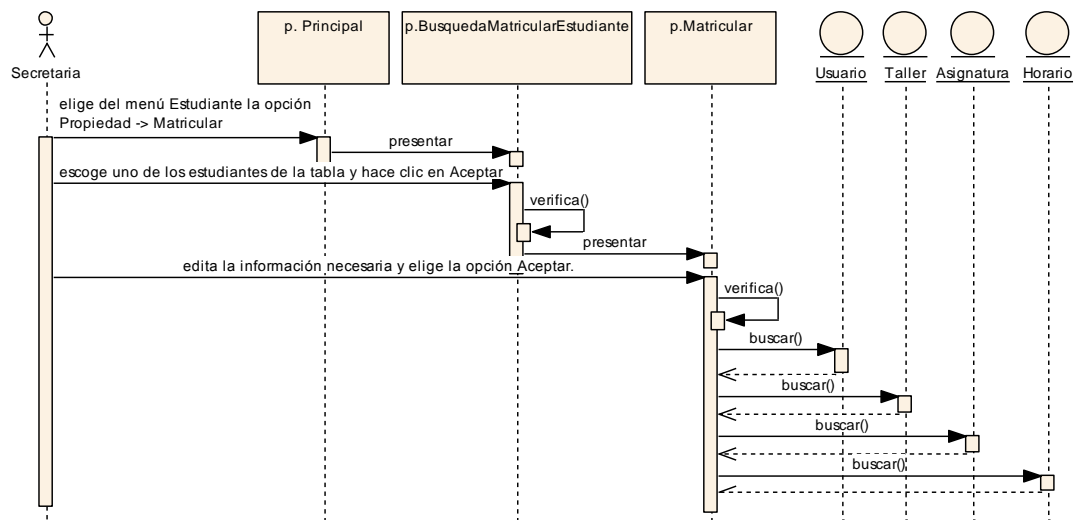 p. Principal
p.BusquedaMatricularEstudiante
p.Matricular
Secretaria
Usuario
Taller
Asignatura
Horario
elige del menú Estudiante la opción
Propiedad -> Matricular
presentar
escoge uno de los estudiantes de la tabla y hace clic en Aceptar
verifica()
presentar
edita la información necesaria y elige la opción Aceptar.
verifica()
buscar()
buscar()
buscar()
buscar()